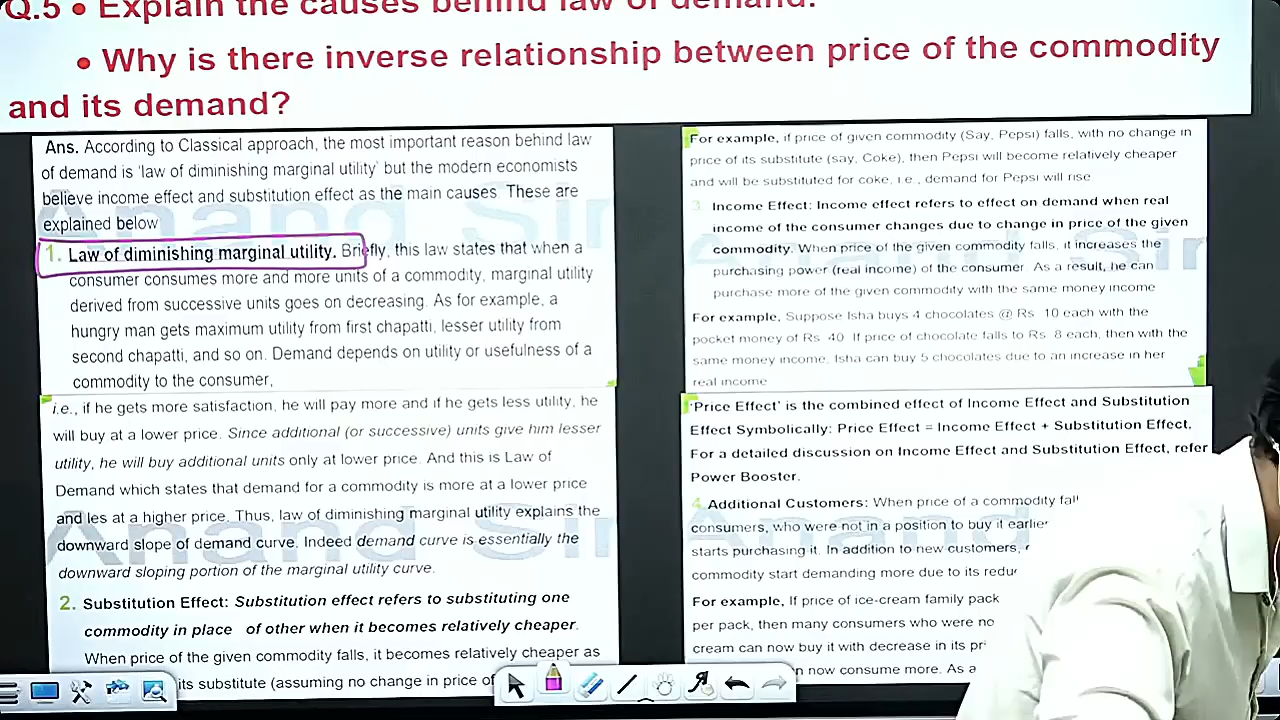 Q.5 • Explain the causes behind law of demand.
• Why is there inverse relationship between price of the commodity
and its demand?
Ans. According to Classical approach, the most important reason behind law
of demand is 'law of diminishing marginal utility' but the modern economists
believe income effect and substitution effect as the main causes. These are
explained below
1. Law of diminishing marginal utility. Briefly, this law states that when a
consumer consumes more and more units of a commodity, marginal utility
derived from successive units goes on decreasing. As for example, a
hungry man gets maximum utility from first chapatti, lesser utility from
second chapatti, and so on. Demand depends on utility or usefulness of a
commodity to the consumer,
i.e., if he gets more satisfaction, he will pay more and if he gets less utility, he
will buy at a lower price. Since additional (or successive) units give him lesser
utility, he will buy additional units only at lower price. And this is Law of
Demand which states that demand for a commodity is more at a lower price
and les at a higher price. Thus, law of diminishing marginal utility explains the
downward slope of demand curve. Indeed demand curve is essentially the
downward sloping portion of the marginal utility curve.
2. Substitution Effect: Substitution effect refers to substituting one
commodity in place of other when it becomes relatively cheaper.
When price of the given commodity falls, it becomes relatively cheaper as
its substitute (assuming no change in price of
For example, if price of given commodity (Say, Pepsi) falls, with no change in
price of its substitute (say, Coke), then Pepsi will become relatively cheaper
and will be substituted for coke, i.e., demand for Pepsi will rise.
3. Income Effect: Income effect refers to effect on demand when real
income of the consumer changes due to change in price of the given
commodity. When price of the given commodity falls, it increases the
purchasing power (real income) of the consumer. As a result, he can
purchase more of the given commodity with the same money income
For example, Suppose Isha buys 4 chocolates @ Rs 10 each with the
pocket money of Rs 40. If price of chocolate falls to Rs 8 each, then with the
same money income, Isha can buy 5 chocolates due to an increase in her
real income
'Price Effect' is the combined effect of Income Effect and Substitution
Effect Symbolically: Price Effect = Income Effect + Substitution Effect.
For a detailed discussion on Income Effect and Substitution Effect, refer
Power Booster.
4. Additional Customers: When price of a commodity
consumers, who were not in a position to buy it
starts purchasing it. In addition to new customers,
commodity start demanding more due to its
For example, If price of ice-cream family pack
per pack, then many consumers who were
cream can now buy it with decrease in its
now consume more. As a
Anand